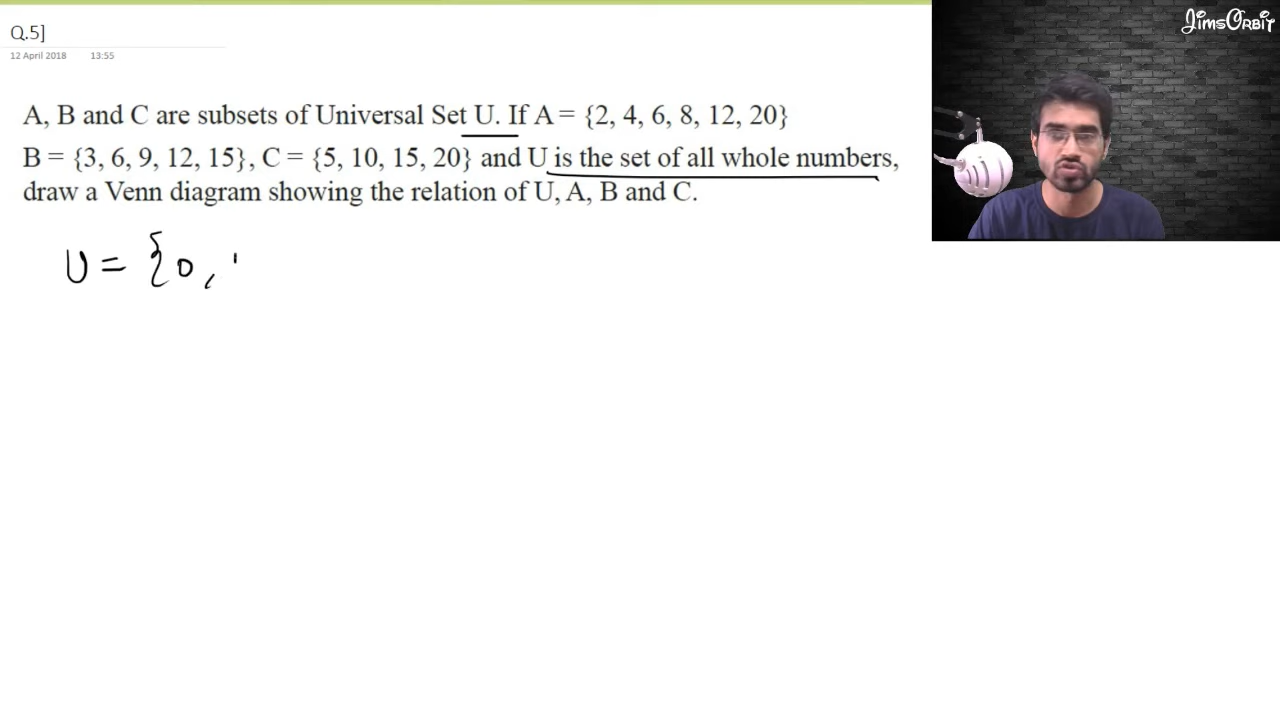 Q.5]
12 April 2018 13:55
JimsOrbit
A, B and C are subsets of Universal Set U. If A = {2, 4, 6, 8, 12, 20}
B = {3, 6, 9, 12, 15}, C = {5, 10, 15, 20} and U is the set of all whole numbers,
draw a Venn diagram showing the relation of U, A, B and C.
U = {0, '